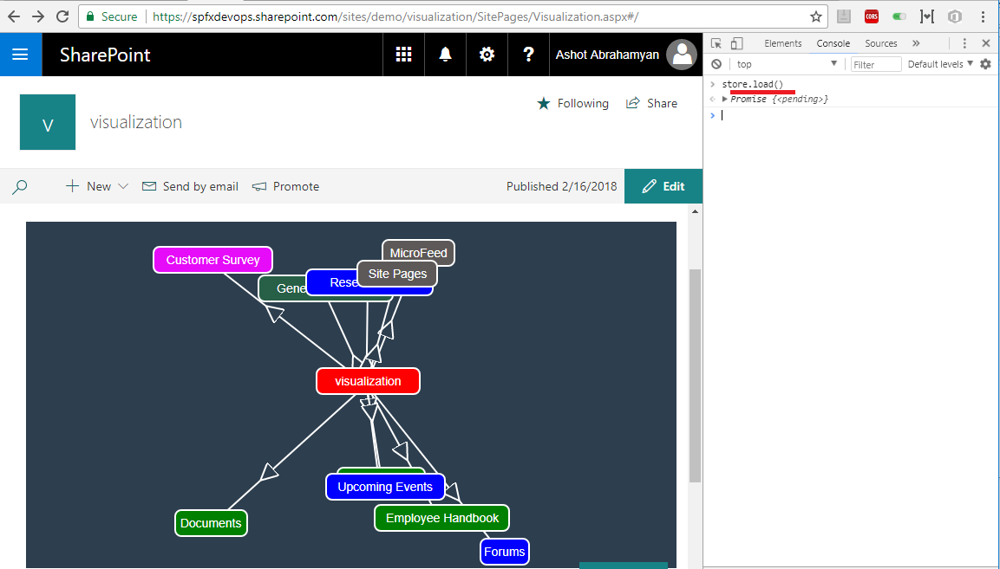 Secure https://spfxdevops.sharepoint.com/sites/demo/visualization/SitePages/Visualization.aspx#/
CORS
SharePoint
?
Ashot Abrahamyan
Elements Console Sources »
top Filter Default levels
store.load()
Promise {<pending>}
V
visualization
Following Share
New Send by email Promote Published 2/16/2018 Edit
Customer Survey
MicroFeed
Site Pages
Gene
Rese
visualization
Upcoming Events
Employee Handbook
Documents
Forums